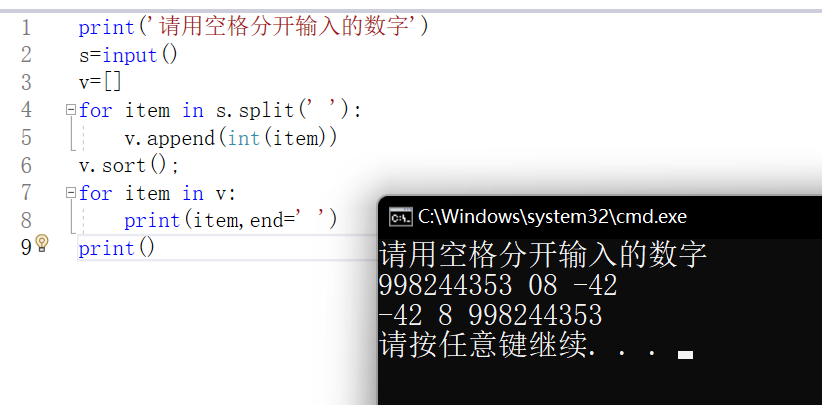 1 print('请用空格分开输入的数字')
2 s=input()
3 v=[]
4 for item in s.split(' '):
5 v.append(int(item))
6 v.sort();
7 for item in v:
8 print(item,end=' ')
9 print()
C:\Windows\system32\cmd.exe
请用空格分开输入的数字
998244353 08 -42
-42 8 998244353
请按任意键继续. . .